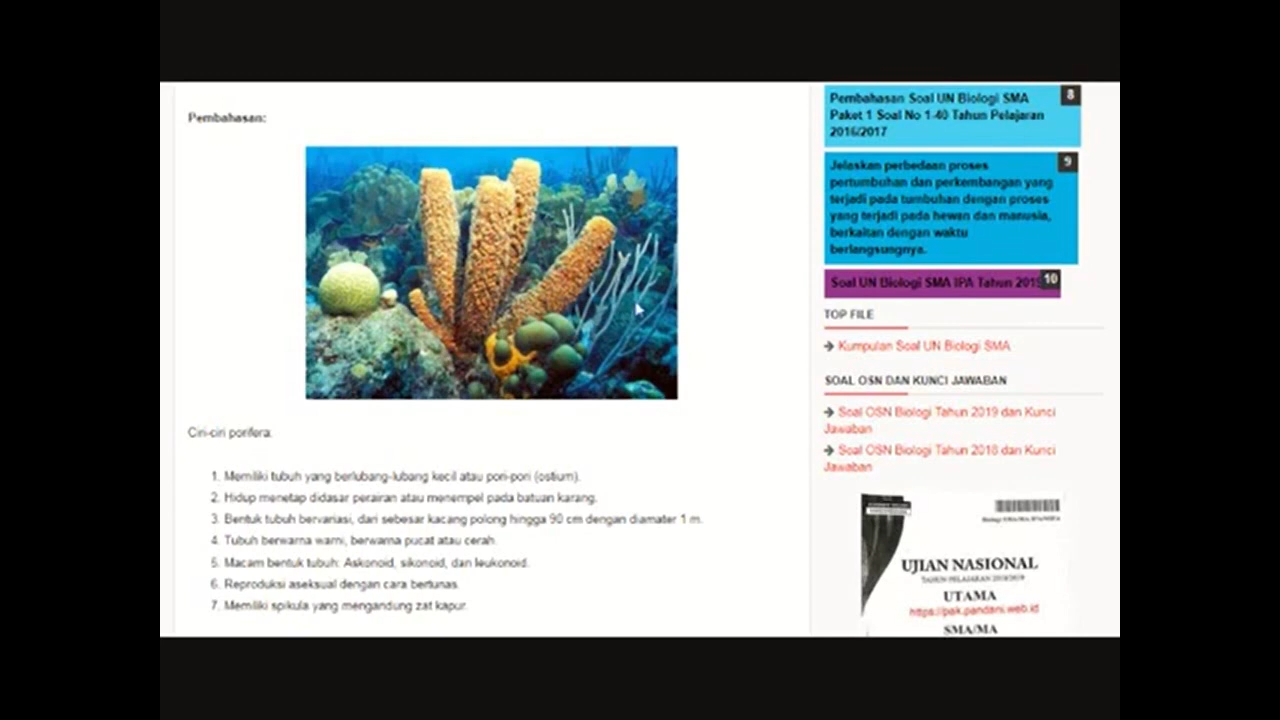 Pembahasan:
Ciri-ciri porifera:
1. Memiliki tubuh yang berlubang-lubang kecil atau pori-pori (ostium).
2. Hidup menetap didasar perairan atau menempel pada batuan karang.
3. Bentuk tubuh bervariasi, dari sebesar kacang polong hingga 90 cm dengan diamater 1 m.
4. Tubuh berwarna warni, berwarna pucat atau cerah.
5. Macam bentuk tubuh: Askonoid, sikonoid, dan leukonoid.
6. Reproduksi aseksual dengan cara bertunas.
7. Memiliki spikula yang mengandung zat kapur.
Pembahasan Soal UN Biologi SMA
Paket 1 Soal No 1-40 Tahun Pelajaran
2016/2017
8
Jelaskan perbedaan proses
pertumbuhan dan perkembangan yang
terjadi pada tumbuhan dengan proses
yang terjadi pada hewan dan manusia,
berkaitan dengan waktu
berlangsungnya.
9
Soal UN Biologi SMA IPA Tahun
10
TOP FILE
Kumpulan Soal UN Biologi SMA
SOAL OSN DAN KUNCI JAWABAN
Soal OSN Biologi Tahun 2019 dan Kunci
Jawaban
Soal OSN Biologi Tahun 2018 dan Kunci
Jawaban
UJIAN NASIONAL
TAHUN PELAJARAN 2018/2019
UTAMA
https://pak.pandani.web.id
SMA/MA